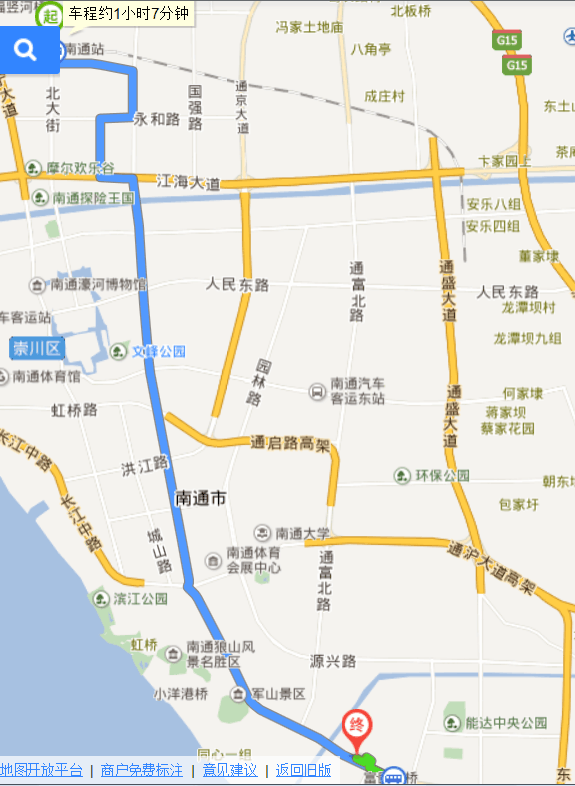 起
车程约1小时7分钟
北板桥
冯家土地庙
G15
南通站
八角亭
G15
成庄村
北大街
国强路
通京大道
永和路
东土山
大道
卞家园上
摩尔欢乐谷
江海大道
南通探险王国
安乐八组
安乐四组
董家埭
通富北路
通盛大道
南通濠河博物馆
人民东路
人民东路
龙潭坝村
车客运站
龙潭坝九组
崇川区
文峰公园
园林路
南通体育馆
南通汽车
客运东站
通盛大道
何家埭
蒋家坝
蔡家花园
虹桥路
长江中路
通启路高架
洪江路
环保公园
朝东圩
包家圩
南通市
长江中路
城山路
南通大学
南通体育
会展中心
通富北路
通沪大道高架
滨江公园
虹桥
南通狼山风
景名胜区
源兴路
小洋港桥
军山景区
终
能达中央公园
同心一组
地图开放平台 | 商户免费标注 | 意见建议 | 返回旧版
桥
东